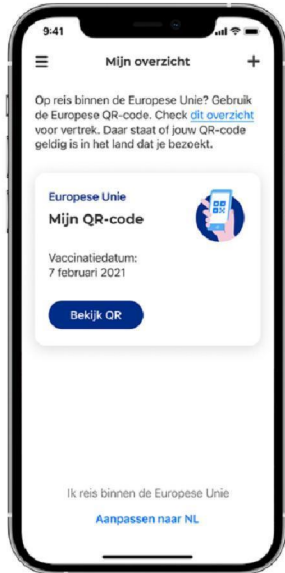 9:41
Mijn overzicht
Op reis binnen de Europese Unie? Gebruik
de Europese QR-code. Check dit overzicht
voor vertrek. Daar staat of jouw QR-code
geldig is in het land dat je bezoekt.
Europese Unie
Mijn QR-code
Vaccinatiedatum:
7 februari 2021
Bekijk QR
Ik reis binnen de Europese Unie
Aanpassen naar NL